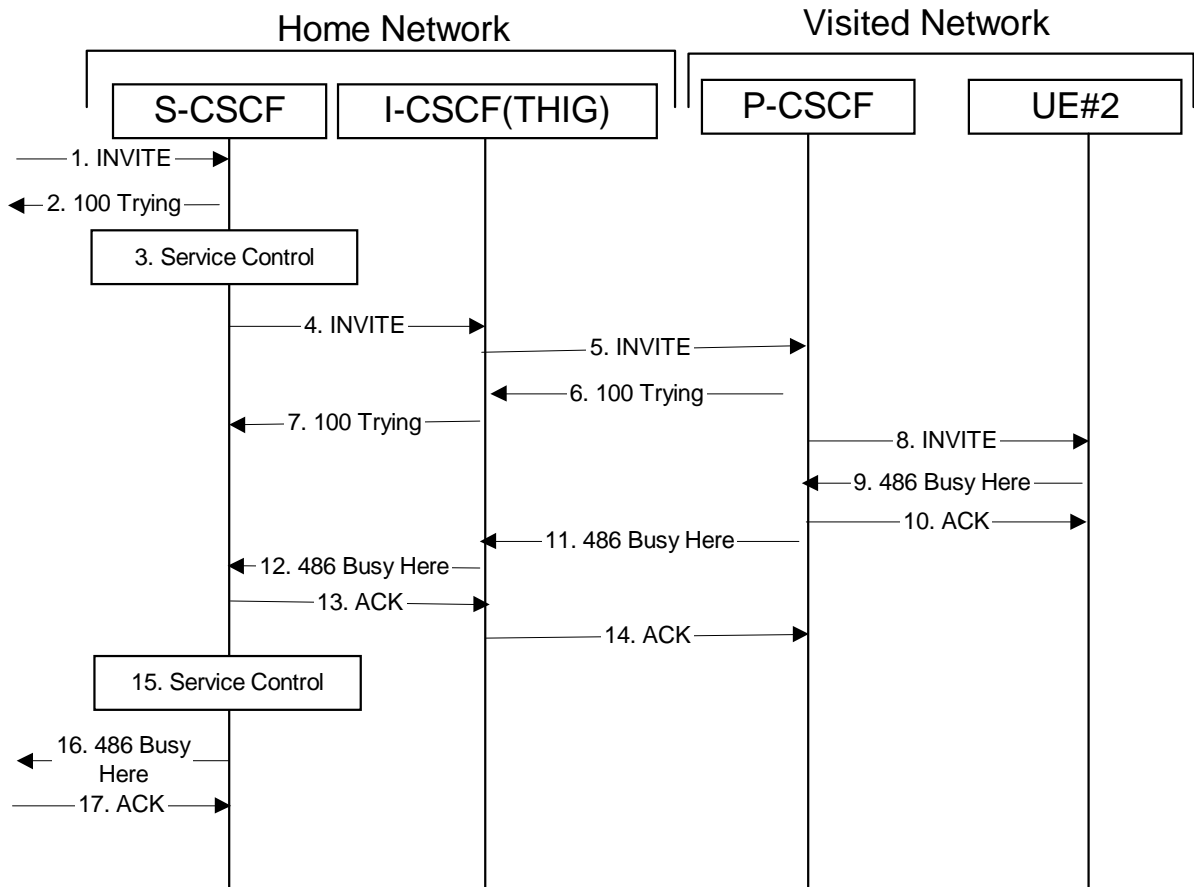 Home Network
Visited Network
S-CSCF
I-CSCF(THIG)
P-CSCF
UE#2
1. INVITE
2. 100 Trying
3. Service Control
4. INVITE
5. INVITE
6. 100 Trying
7. 100 Trying
8. INVITE
9. 486 Busy Here
10. ACK
11. 486 Busy Here
12. 486 Busy Here
13. ACK
14. ACK
15. Service Control
16. 486 Busy
Here
17. ACK